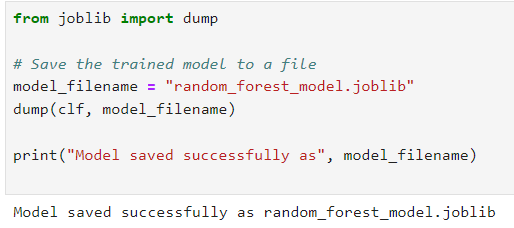 from joblib import dump
# Save the trained model to a file
model_filename = "random_forest_model.joblib"
dump(clf, model_filename)
print("Model saved successfully as", model_filename)
Model saved successfully as random_forest_model.joblib